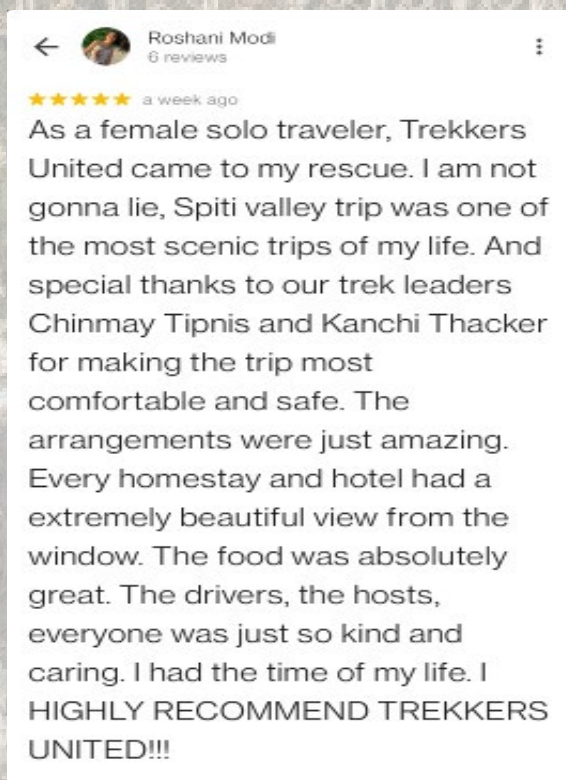 Roshani Modi
6 reviews
a week ago
As a female solo traveler, Trekkers
United came to my rescue. I am not
gonna lie, Spiti valley trip was one of
the most scenic trips of my life. And
special thanks to our trek leaders
Chinmay Tipnis and Kanchi Thacker
for making the trip most
comfortable and safe. The
arrangements were just amazing.
Every homestay and hotel had a
extremely beautiful view from the
window. The food was absolutely
great. The drivers, the hosts,
everyone was just so kind and
caring. I had the time of my life. I
HIGHLY RECOMMEND TREKKERS
UNITED!!!